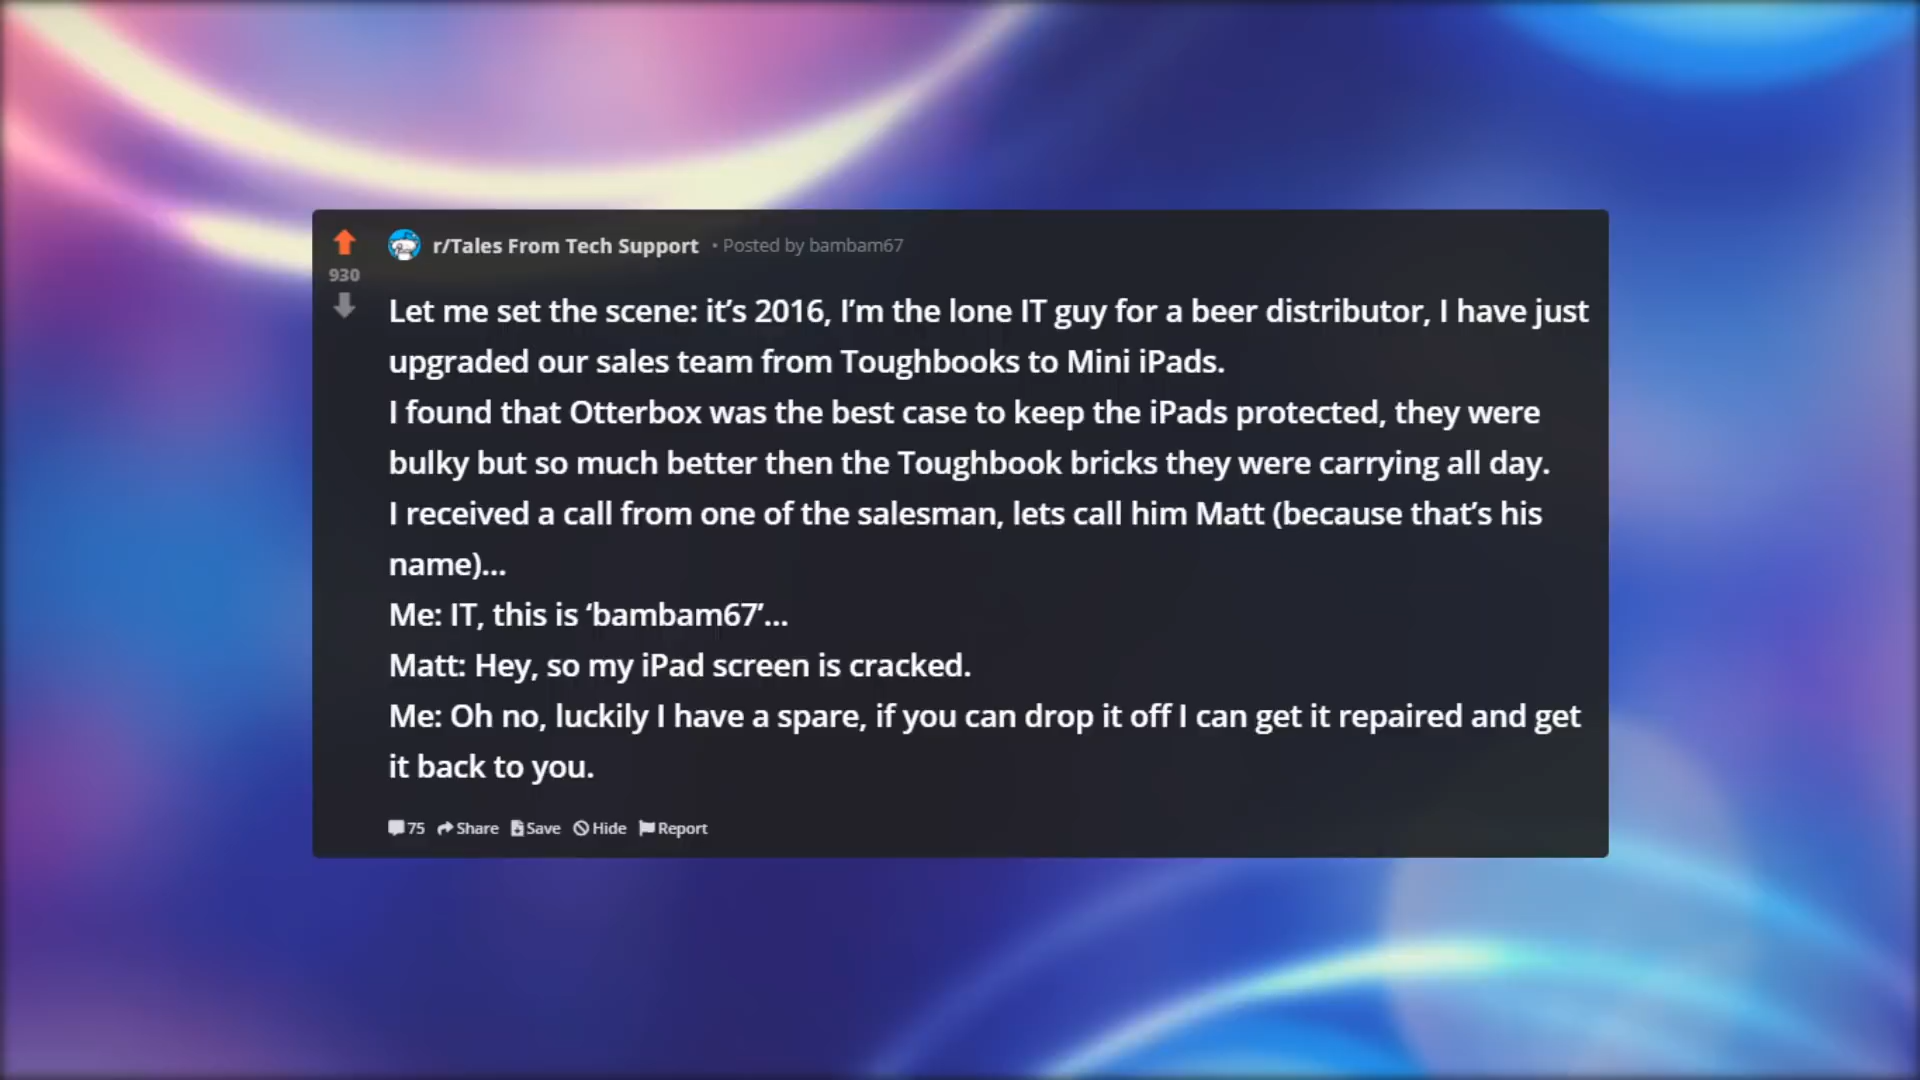 r/Tales From Tech Support • Posted by bambam67
930
Let me set the scene: it’s 2016, I’m the lone IT guy for a beer distributor, I have just
upgraded our sales team from Toughbooks to Mini iPads.
I found that Otterbox was the best case to keep the iPads protected, they were
bulky but so much better then the Toughbook bricks they were carrying all day.
I received a call from one of the salesman, lets call him Matt (because that’s his
name)...
Me: IT, this is ‘bambam67’...
Matt: Hey, so my iPad screen is cracked.
Me: Oh no, luckily I have a spare, if you can drop it off I can get it repaired and get
it back to you.
75 Share Save Hide Report